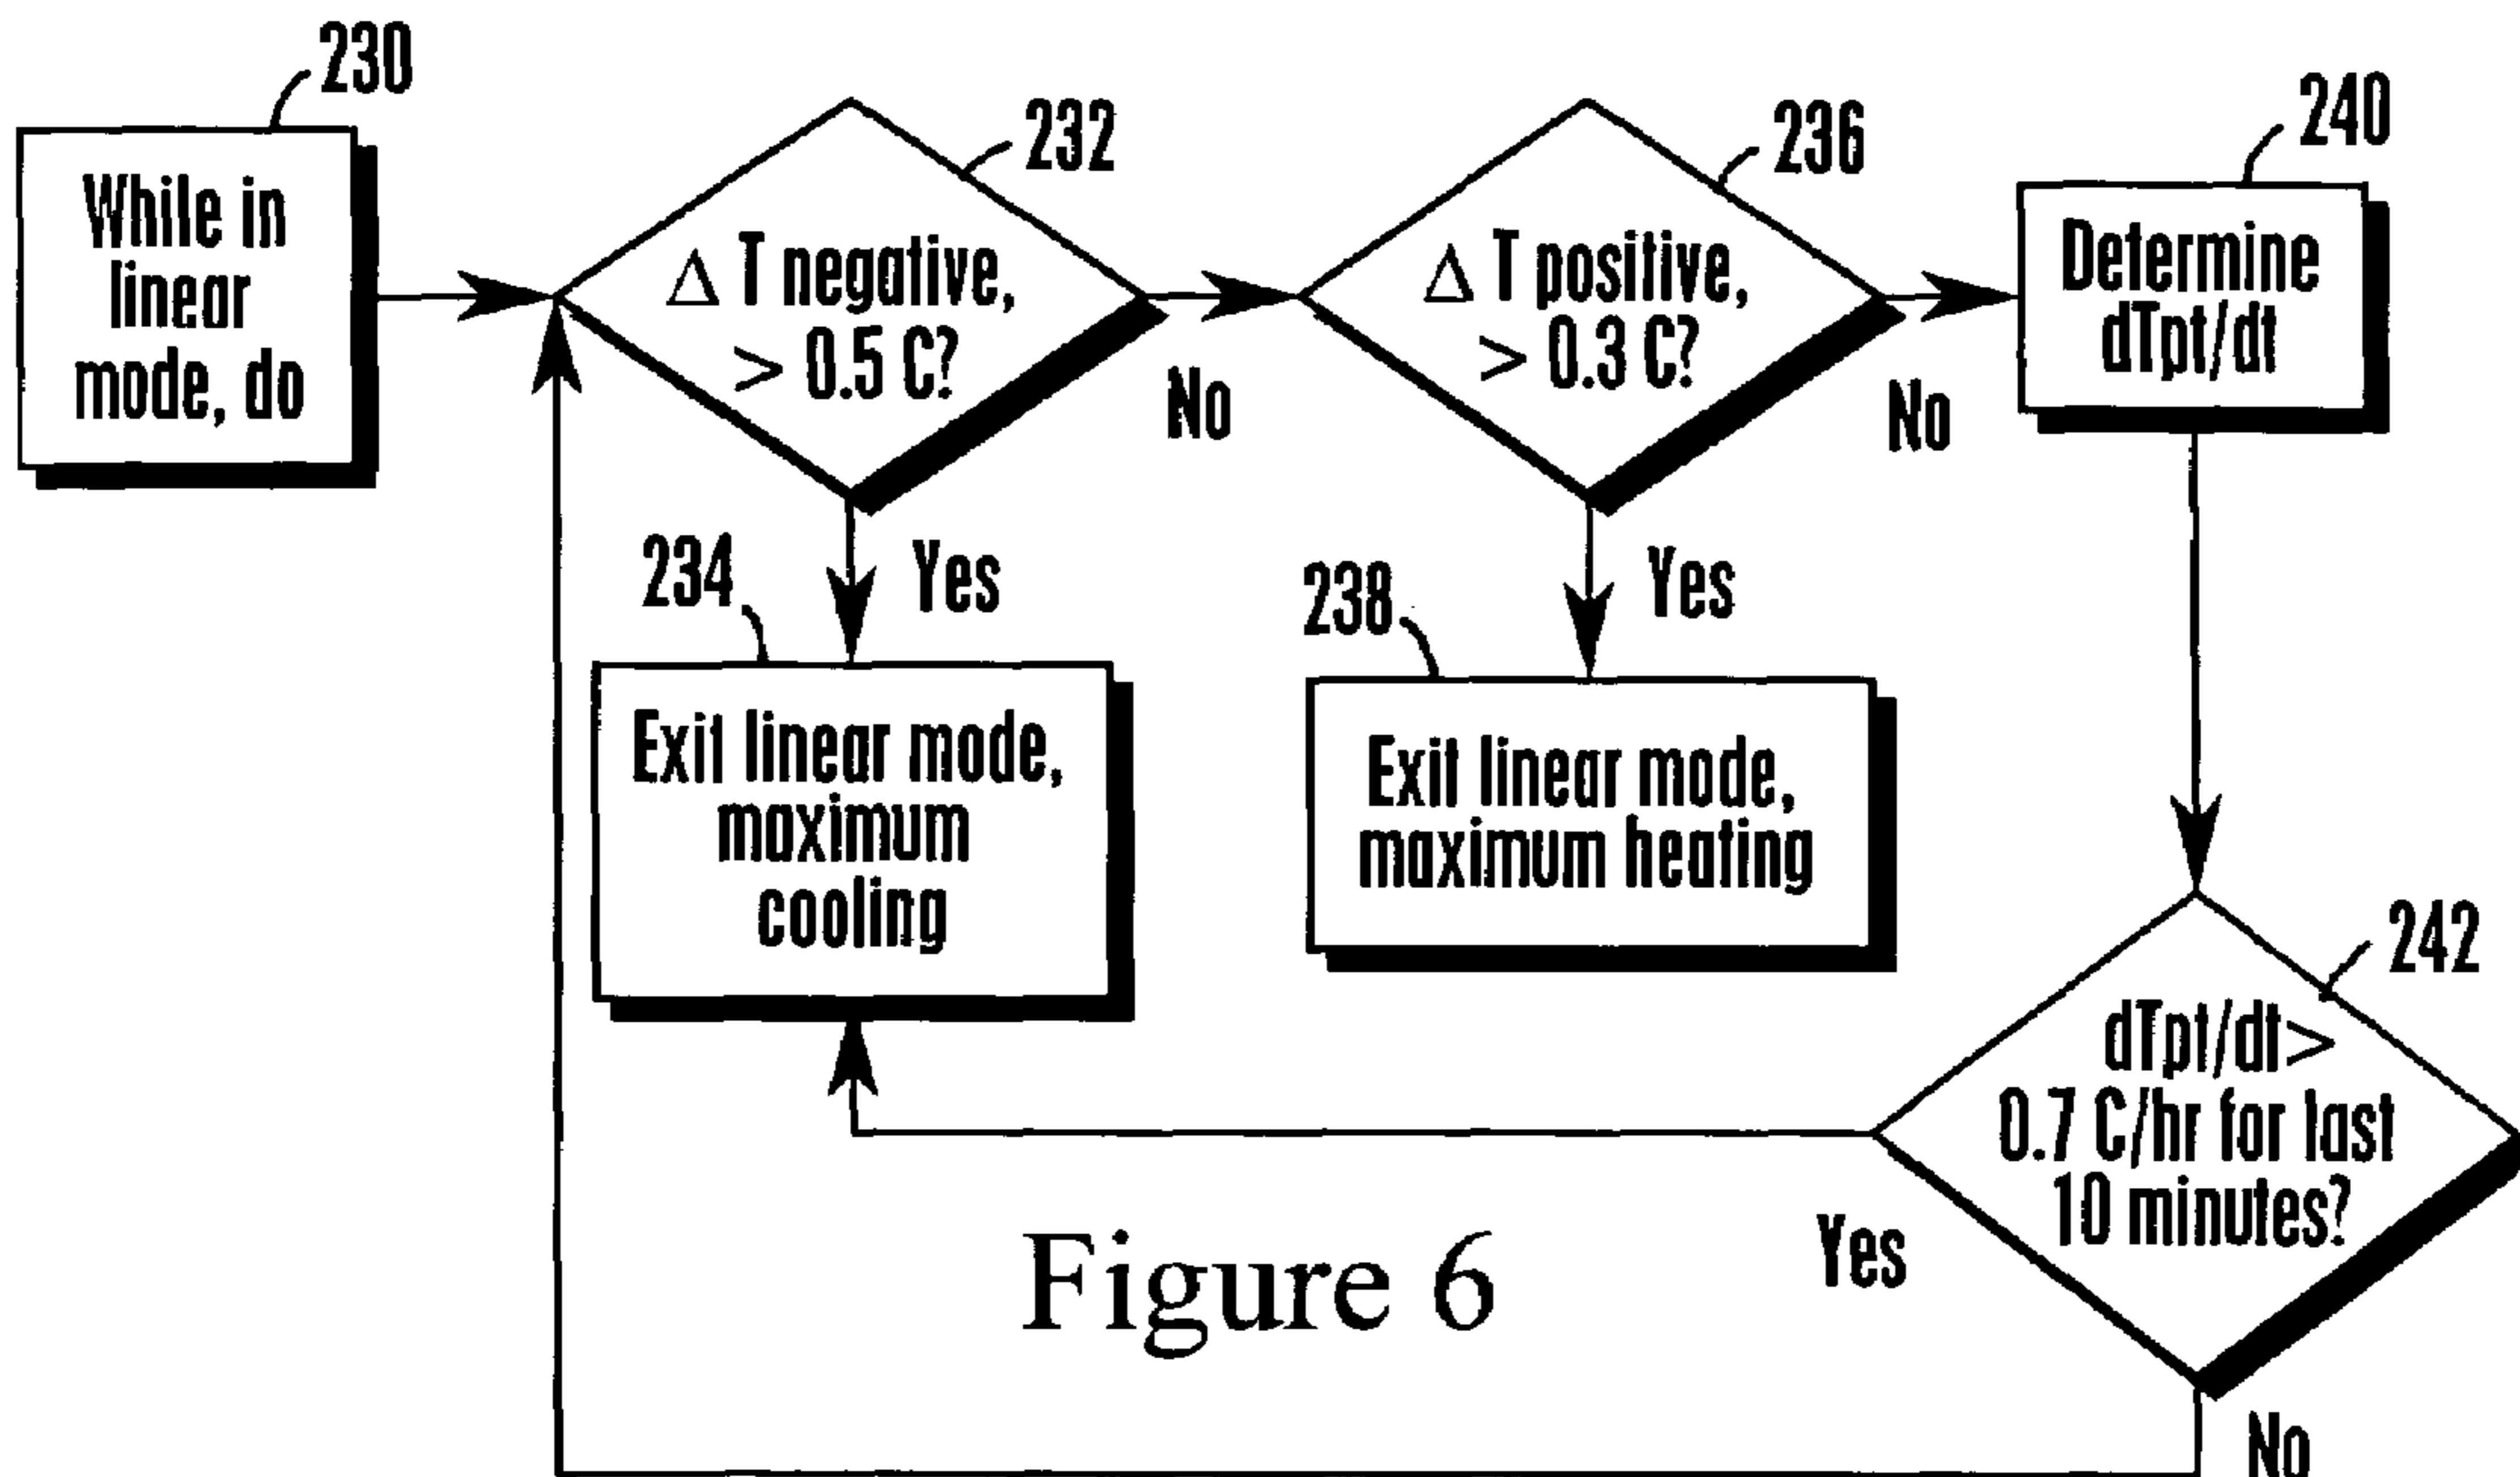 230
While in
linear
mode, do
232
Δ T negative,
> 0.5 C?
No
Yes
236
Δ T positive,
> 0.3 C?
No
Yes
240
Determine
dTpt/dt
234
Exit linear mode,
maximum
cooling
238
Exit linear mode,
maximum heating
242
dTpt/dt>
0.7 C/hr for last
10 minutes?
Yes
No
Figure 6